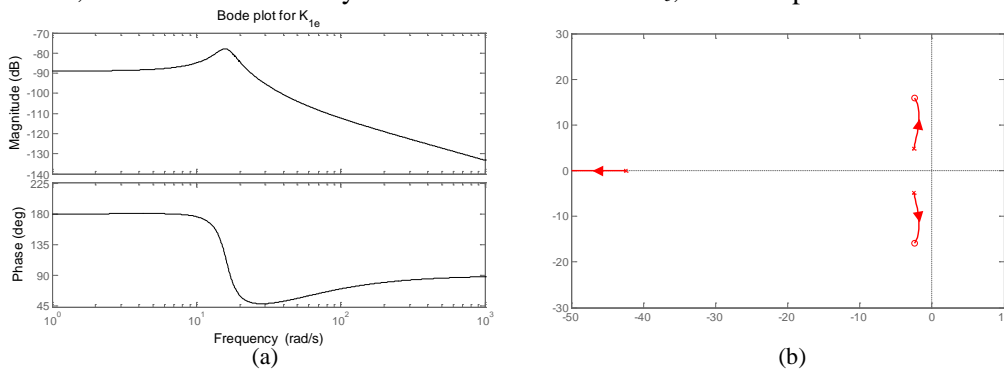 Bode plot for K1e
-70
-80
-90
-100
-110
-120
-130
-140
Magnitude (dB)
225
180
135
90
45
Phase (deg)
10^0 10^1 10^2 10^3
Frequency (rad/s)
(a)
30
20
10
0
-10
-20
-30
-50 -40 -30 -20 -10 0 1
(b)